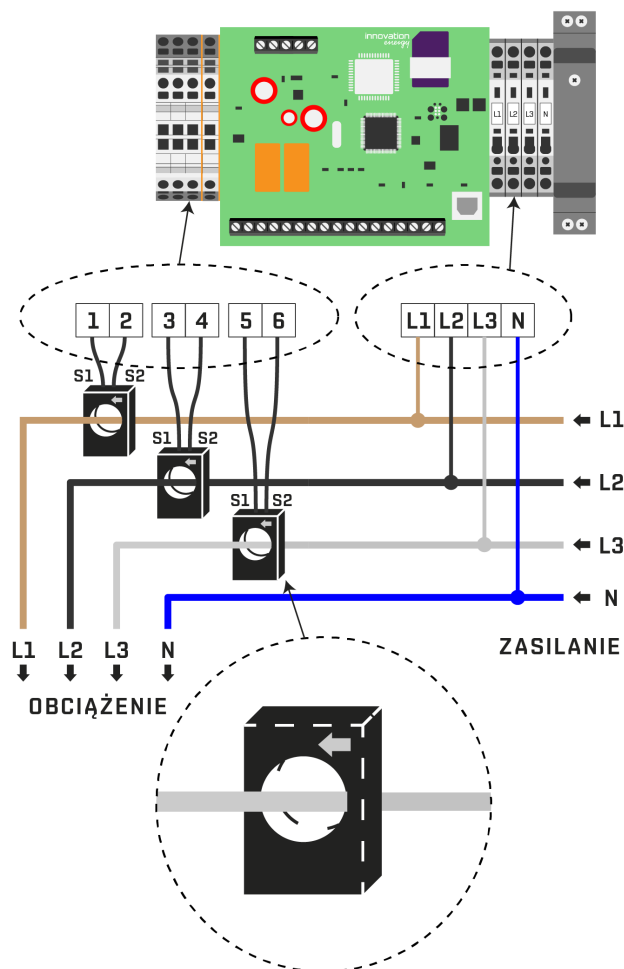 innovation
energy
L1 L2 L3 N
1 2 3 4 5 6
L1 L2 L3 N
S1 S2
L1
S1 S2
L2
S1 S2
L3
N
L1 L2 L3 N
ZASILANIE
OBCIĄŻENIE